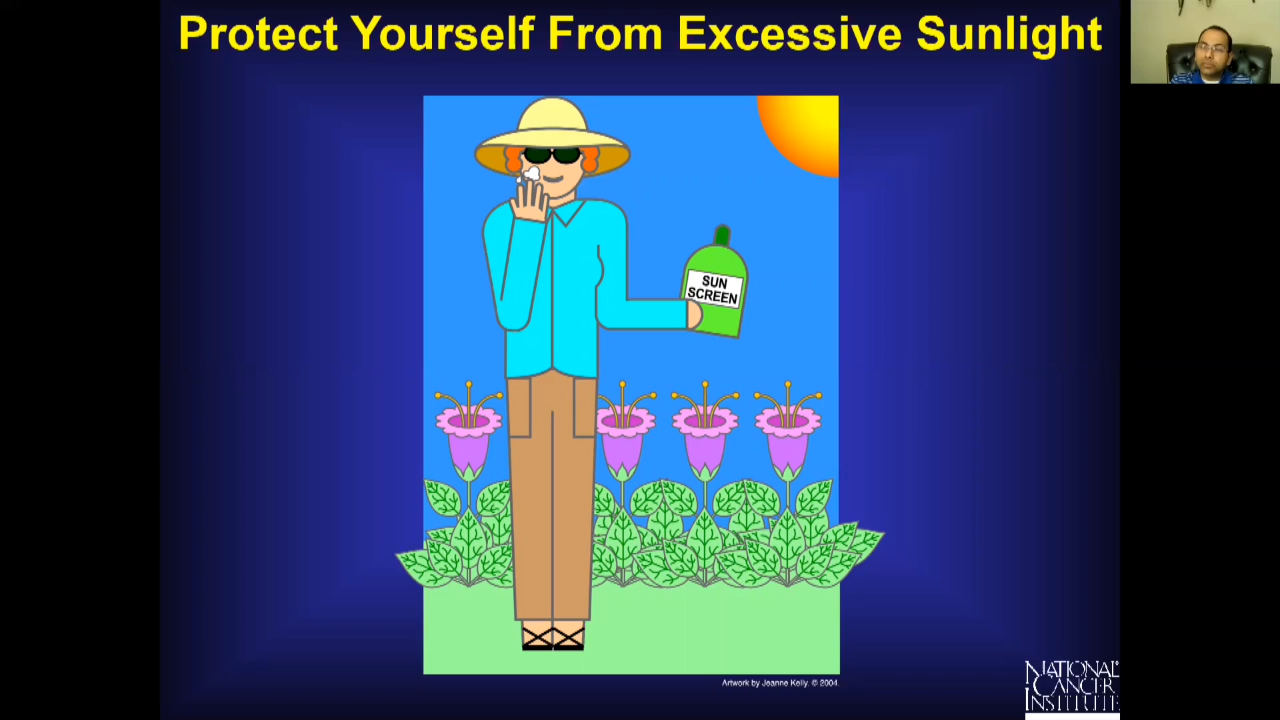 Protect Yourself From Excessive Sunlight
SUN
SCREEN
Artwork by Jeanne Kelly. © 2004.
NATIONAL
CANCER
INSTITUTE